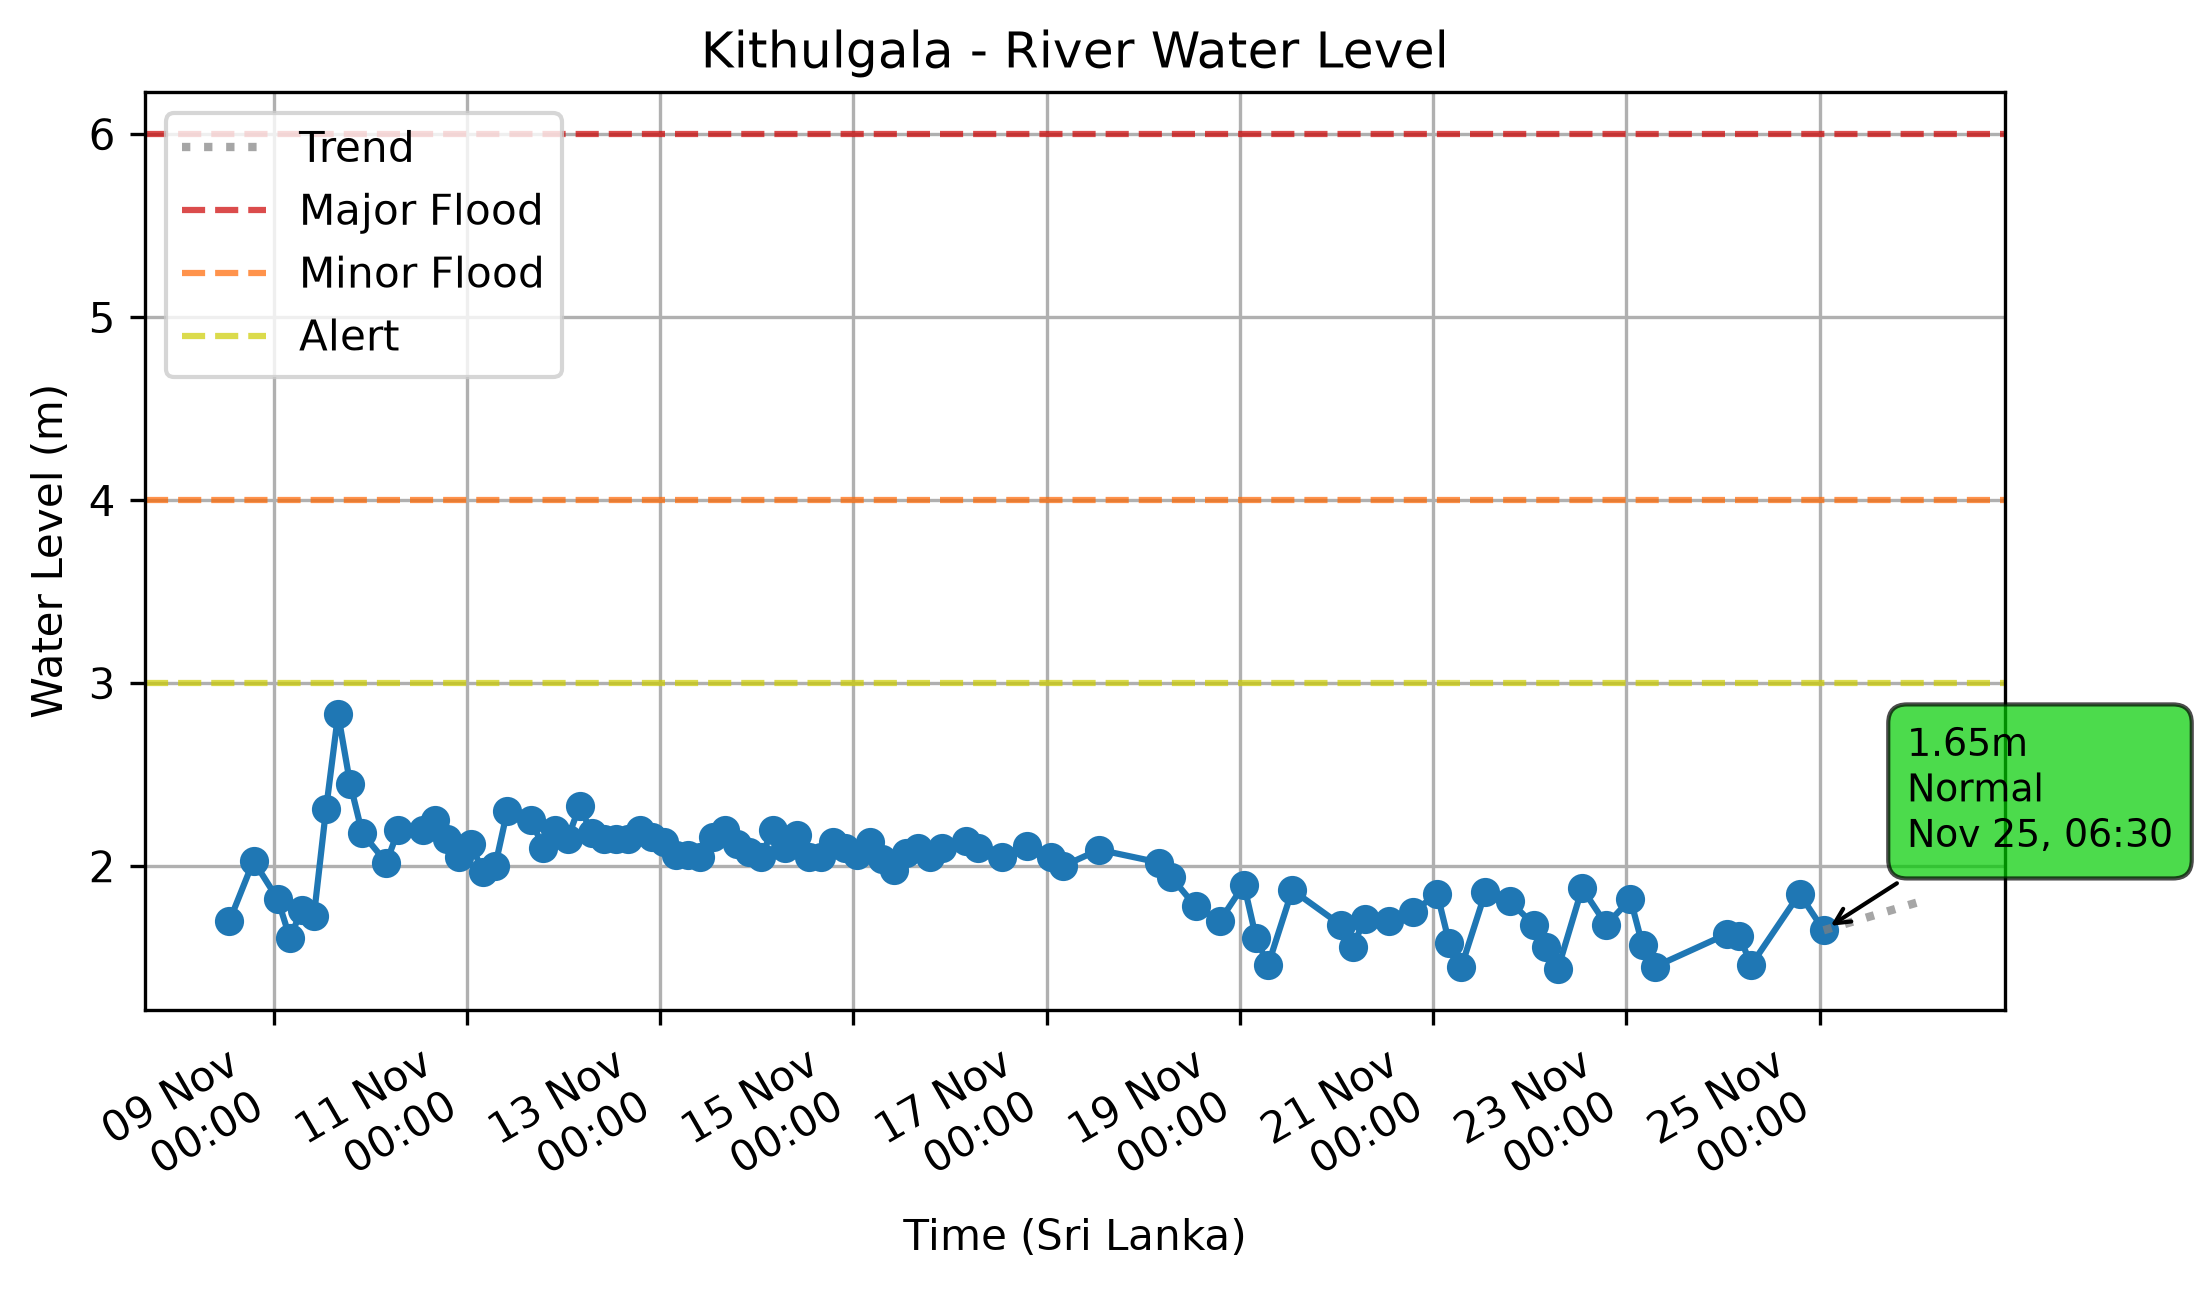 Kithulgala - River Water Level
Trend
Major Flood
Minor Flood
Alert
6
5
4
3
2
Water Level (m)
1.65m
Normal
Nov 25, 06:30
09 Nov
00:00
11 Nov
00:00
13 Nov
00:00
15 Nov
00:00
17 Nov
00:00
19 Nov
00:00
21 Nov
00:00
23 Nov
00:00
25 Nov
00:00
Time (Sri Lanka)